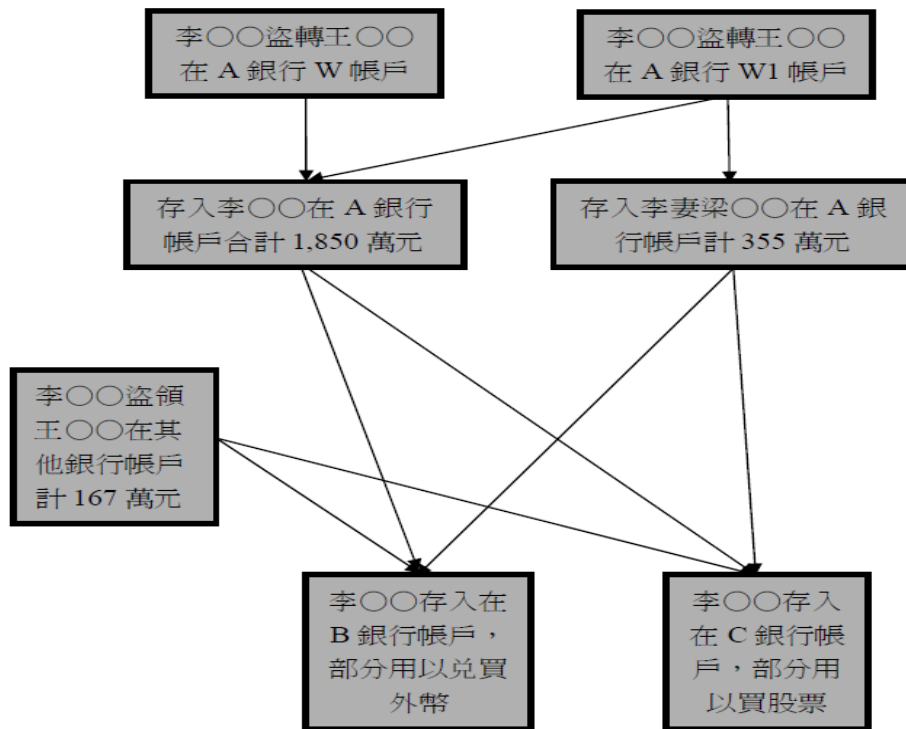 李○○盜轉王○○
在 A 銀行 W 帳戶
李○○盜轉王○○
在 A 銀行 W1 帳戶
存入李○○在 A 銀行
帳戶合計 1,850 萬元
存入李妻梁○○在 A 銀
行帳戶計 355 萬元
李○○盜領
王○○在其
他銀行帳戶
計 167 萬元
李○○存入在
B 銀行帳戶，
部分用以兌買
外幣
李○○存入
在 C 銀行帳
戶，部分用
以買股票